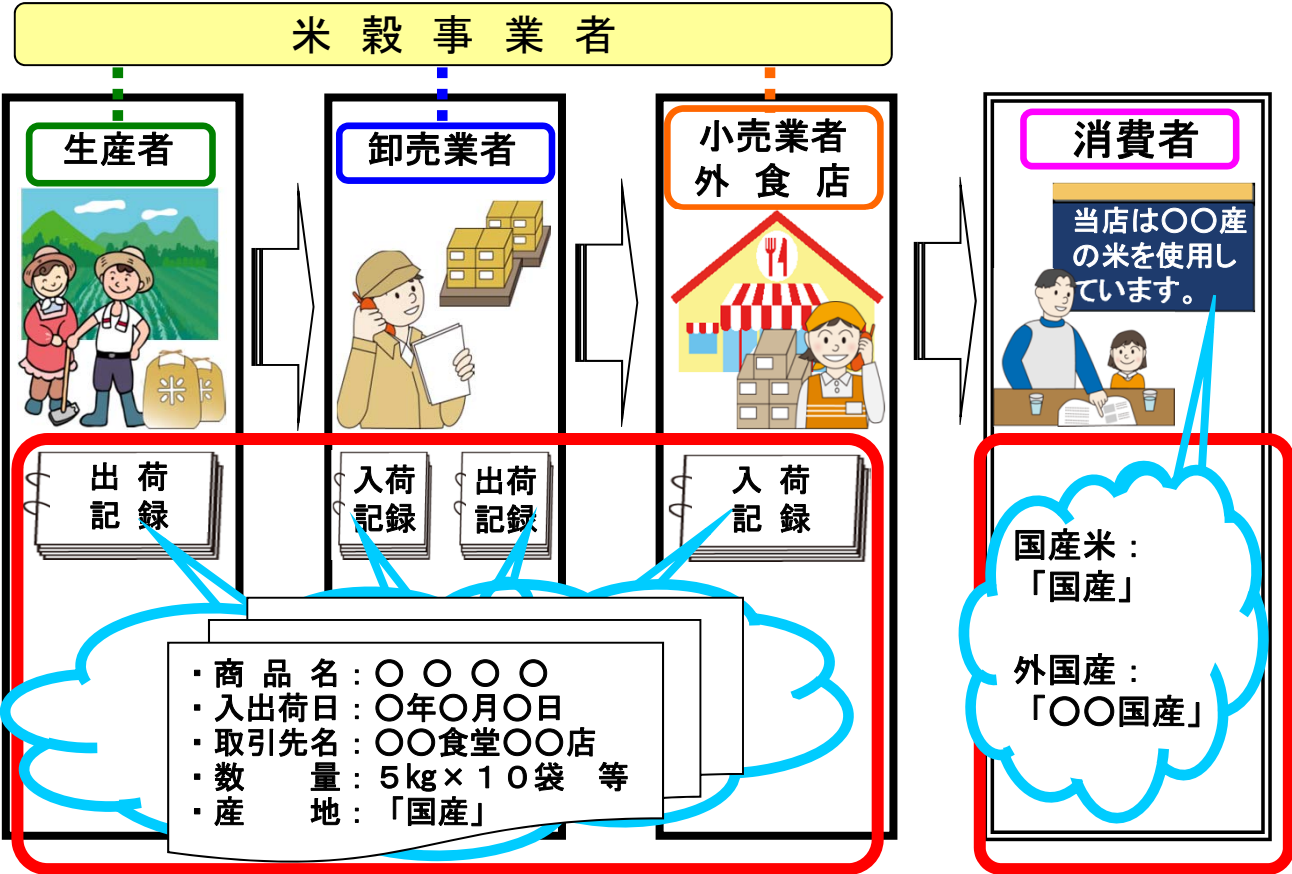 米穀事業者
生産者
卸売業者
小売業者
外食店
消費者
当店は〇〇産
の米を使用し
ています。
米
米
出荷
記録
入荷
記録
出荷
記録
入荷
記録
・商品名：〇〇〇〇
・入出荷日：〇年〇月〇日
・取引先名：〇〇食堂〇〇店
・数量：５kg×１０袋　等
・産地：「国産」
国産米：
「国産」
外国産：
「〇〇国産」